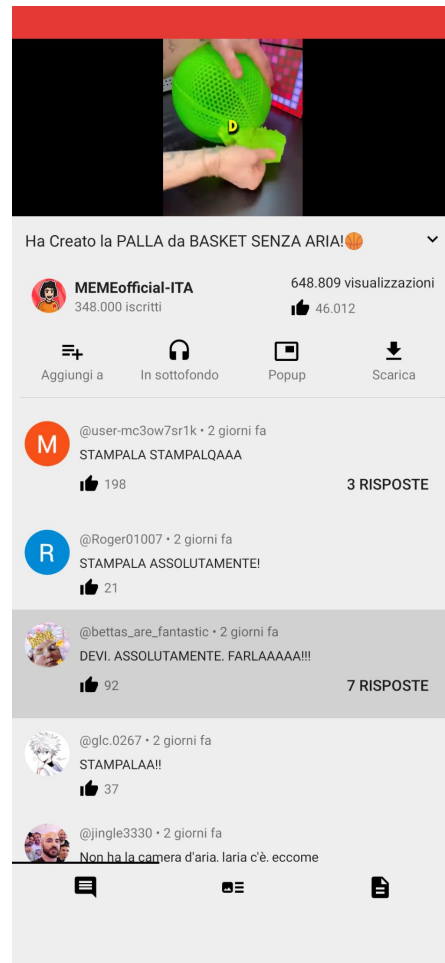 D
Ha Creato la PALLA da BASKET SENZA ARIA!🏀
MEMEofficial-ITA
348.000 iscritti
648.809 visualizzazioni
46.012
Aggiungi a
In sottofondo
Popup
Scarica
M
@user-mc3ow7sr1k • 2 giorni fa
STAMPALA STAMPALQAAA
198
3 RISPOSTE
R
@Roger01007 • 2 giorni fa
STAMPALA ASSOLUTAMENTE!
21
@bettas_are_fantastic • 2 giorni fa
DEVI. ASSOLUTAMENTE. FARLAAAAA!!!
92
7 RISPOSTE
@glc.0267 • 2 giorni fa
STAMPALAA!!
37
@jingle3330 • 2 giorni fa
Non ha la camera d'aria. laria c'è. eccome